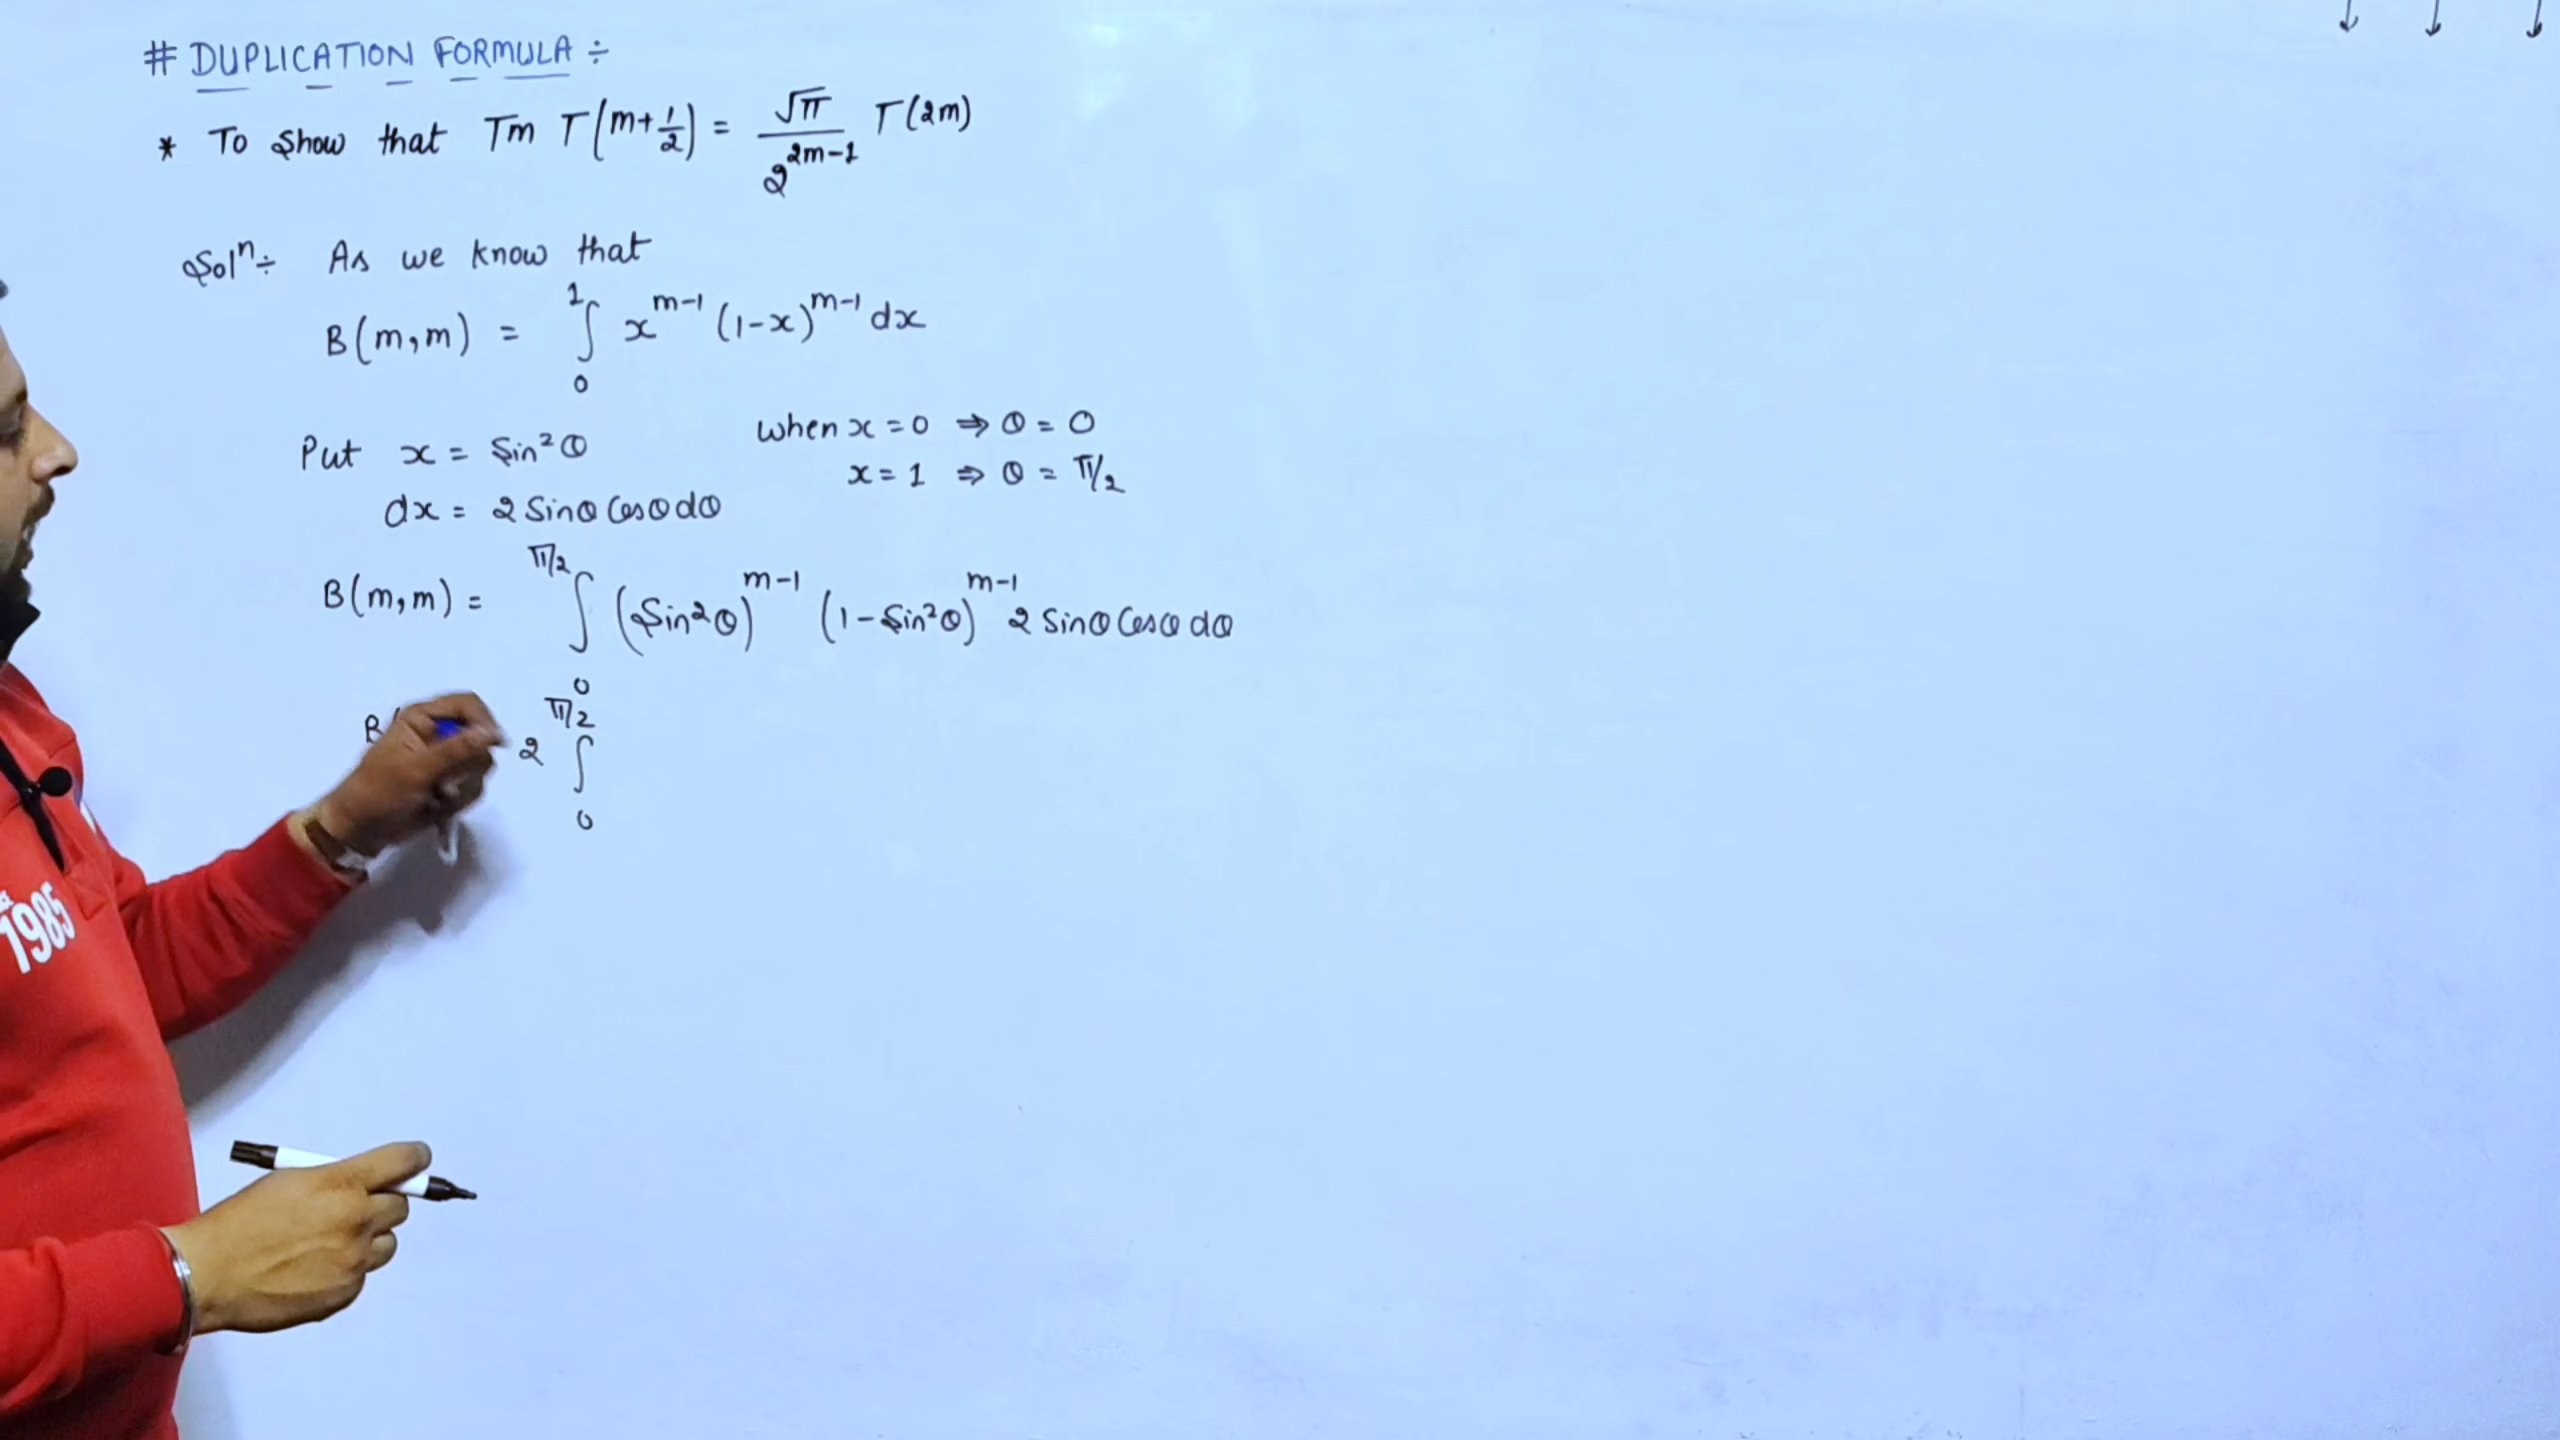 # DUPLICATION FORMULA ÷
* To Show that Γm Γ(m+1/2) = √π/2^(2m-1) Γ(2m)
Solⁿ÷ As we know that
B(m,m) = ∫₀¹ x^(m-1) (1-x)^(m-1) dx
Put x = Sin²θ when x = 0 ⇒ θ = 0
x = 1 ⇒ θ = π/2
dx = 2 Sinθ Cosθ dθ
B(m,m) = ∫₀^(π/2) (Sin²θ)^(m-1) (1-Sin²θ)^(m-1) 2 Sinθ Cosθ dθ
B( 2 ∫₀^(π/2)
1985